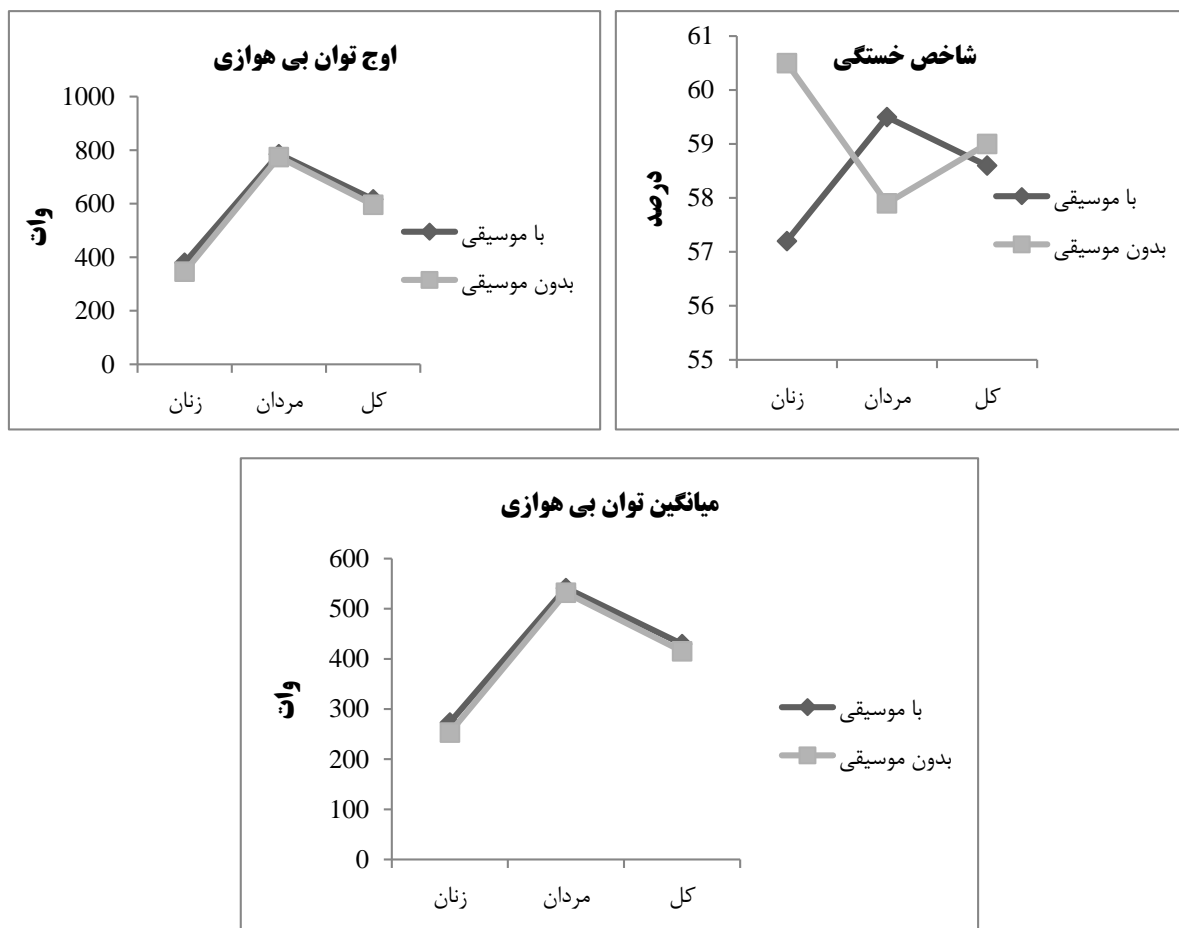 اوج توان بی هوازی
1000
800
600
400
200
0
وات
زنان
مردان
کل
با موسیقی
بدون موسیقی
شاخص خستگی
61
60
59
58
57
56
55
درصد
زنان
مردان
کل
با موسیقی
بدون موسیقی
میانگین توان بی هوازی
600
500
400
300
200
100
0
وات
زنان
مردان
کل
با موسیقی
بدون موسیقی